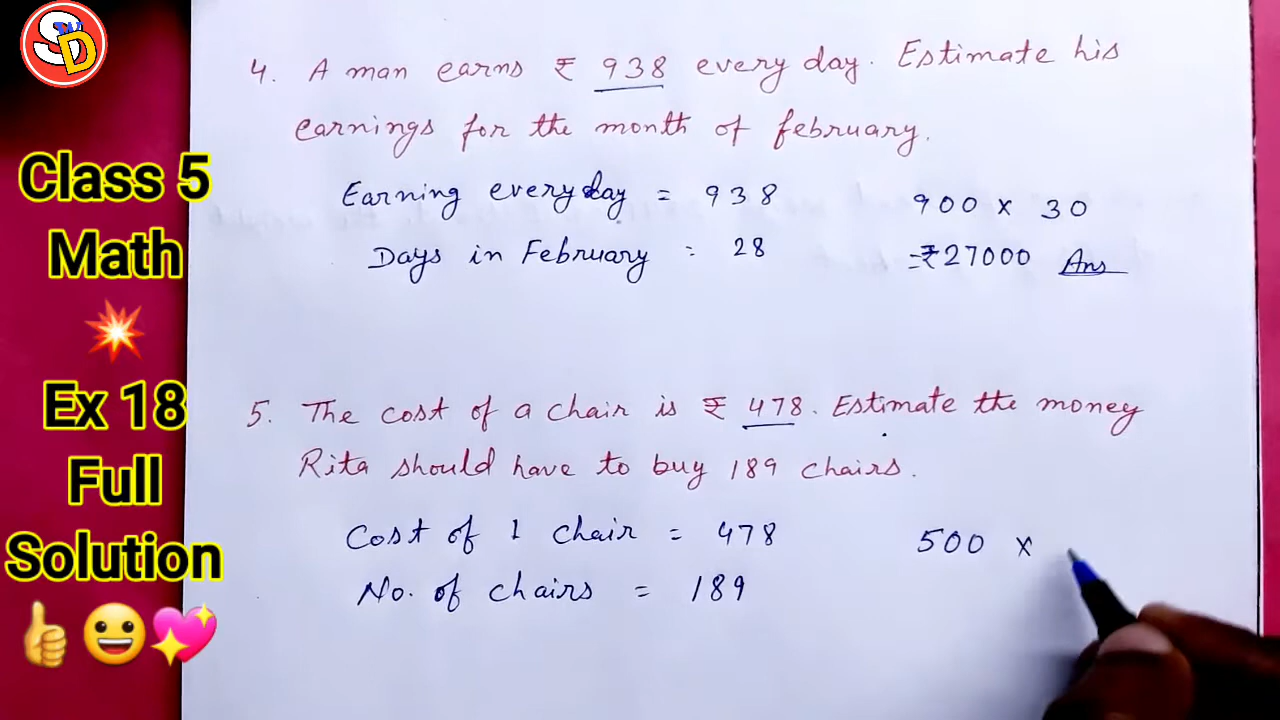 SWD
Class 5
Math
Ex 18
Full
Solution
4. A man earns ₹ 938 every day. Estimate his
earnings for the month of february.
Earning everyday = 938
Days in February = 28
900 x 30
=₹27000 Ans
5. The cost of a chair is ₹ 478. Estimate the money
Rita should have to buy 189 chairs.
Cost of 1 chair = 478
No. of chairs = 189
500 x